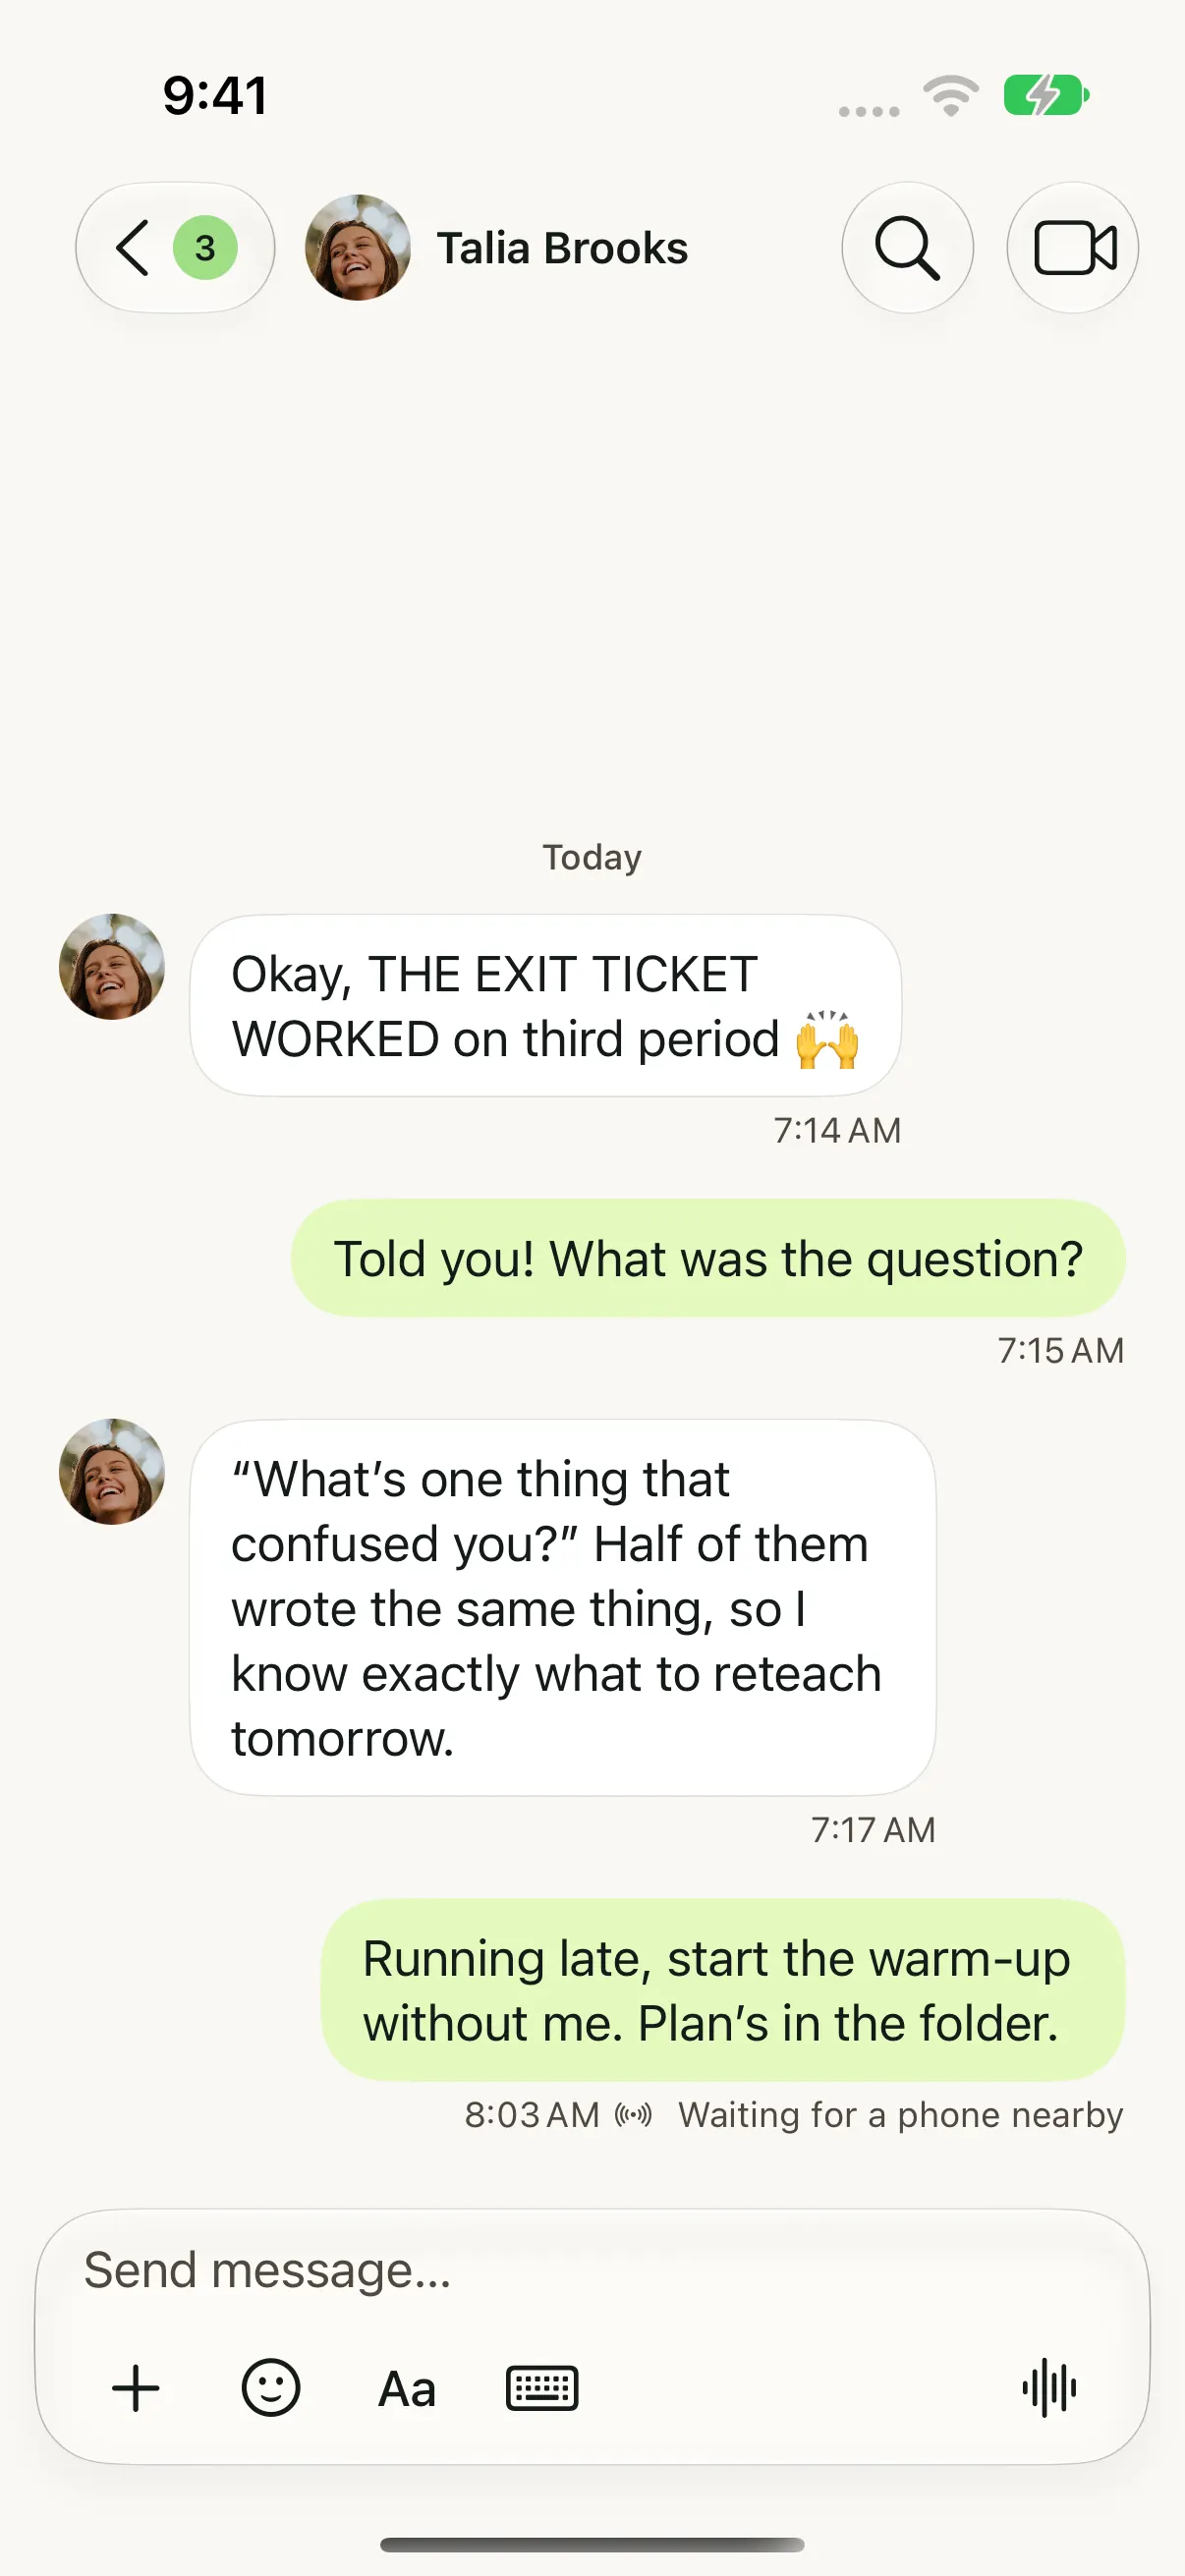 9:41
3
Talia Brooks
Today
Okay, THE EXIT TICKET
WORKED on third period 🙌
7:14 AM
Told you! What was the question?
7:15 AM
“What’s one thing that
confused you?” Half of them
wrote the same thing, so I
know exactly what to reteach
tomorrow.
7:17 AM
Running late, start the warm-up
without me. Plan’s in the folder.
8:03 AM Waiting for a phone nearby
Send message...
Aa